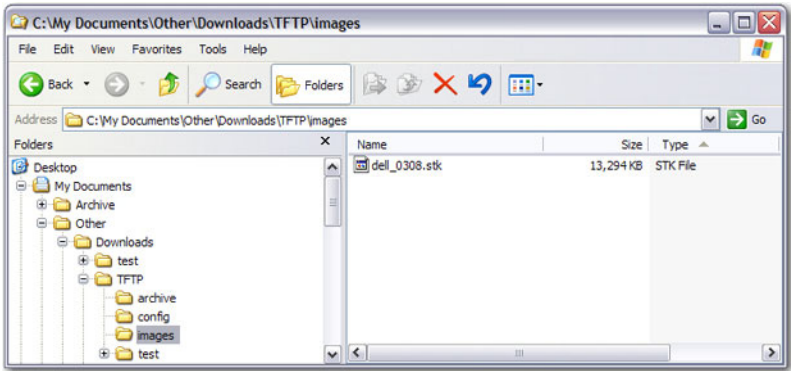 C:\My Documents\Other\Downloads\TFTP\images
File Edit View Favorites Tools Help
Back Search Folders
Address C:\My Documents\Other\Downloads\TFTP\images Go
Folders x Name Size Type
Desktop dell_0308.stk 13,294 KB STK File
My Documents
Archive
Other
Downloads
test
TFTP
archive
config
images
test